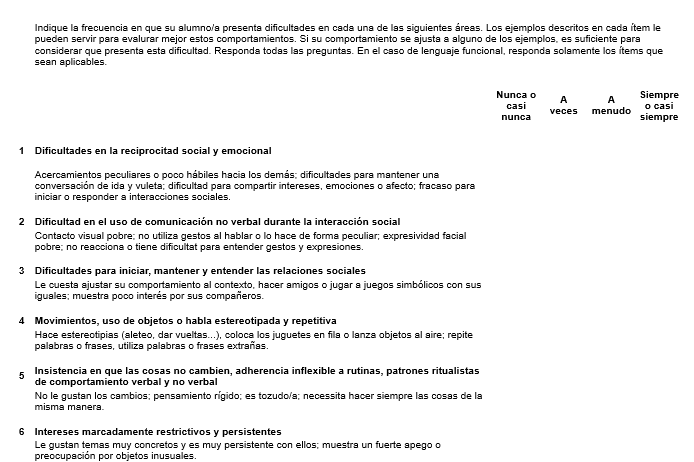 Indique la frecuencia en que su alumno/a presenta dificultades en cada una de las siguientes áreas. Los ejemplos descritos en cada ítem le
pueden servir para evalurar mejor estos comportamientos. Si su comportamiento se ajusta a alguno de los ejemplos, es suficiente para
considerar que presenta esta dificultad. Responda todas las preguntas. En el caso de lenguaje funcional, responda solamente los ítems que
sean aplicables.
Nunca o casi nunca
A veces
A menudo
Siempre o casi siempre
1 Dificultades en la reciprocitad social y emocional
Acercamientos peculiares o poco hábiles hacia los demás; dificultades para mantener una
conversación de ida y vuleta; dificultad para compartir intereses, emociones o afecto; fracaso para
iniciar o responder a interacciones sociales.
2 Dificultad en el uso de comunicación no verbal durante la interacción social
Contacto visual pobre; no utiliza gestos al hablar o lo hace de forma peculiar; expresividad facial
pobre; no reacciona o tiene dificultat para entender gestos y expresiones.
3 Dificultades para iniciar, mantener y entender las relaciones sociales
Le cuesta ajustar su comportamiento al contexto, hacer amigos o jugar a juegos simbólicos con sus
iguales; muestra poco interés por sus compañeros.
4 Movimientos, uso de objetos o habla estereotipada y repetitiva
Hace estereotipias (aleteo, dar vueltas...), coloca los juguetes en fila o lanza objetos al aire; repite
palabras o frases, utiliza palabras o frases extrañas.
5 Insistencia en que las cosas no cambien, adherencia inflexible a rutinas, patrones ritualistas
de comportamiento verbal y no verbal
No le gustan los cambios; pensamiento rígido; es tozudo/a; necessita hacer siempre las cosas de la
misma manera.
6 Intereses marcadamente restrictivos y persistentes
Le gustan temas muy concretos y es muy persistente con ellos; muestra un fuerte apego o
preocupación por objetos inusuales.